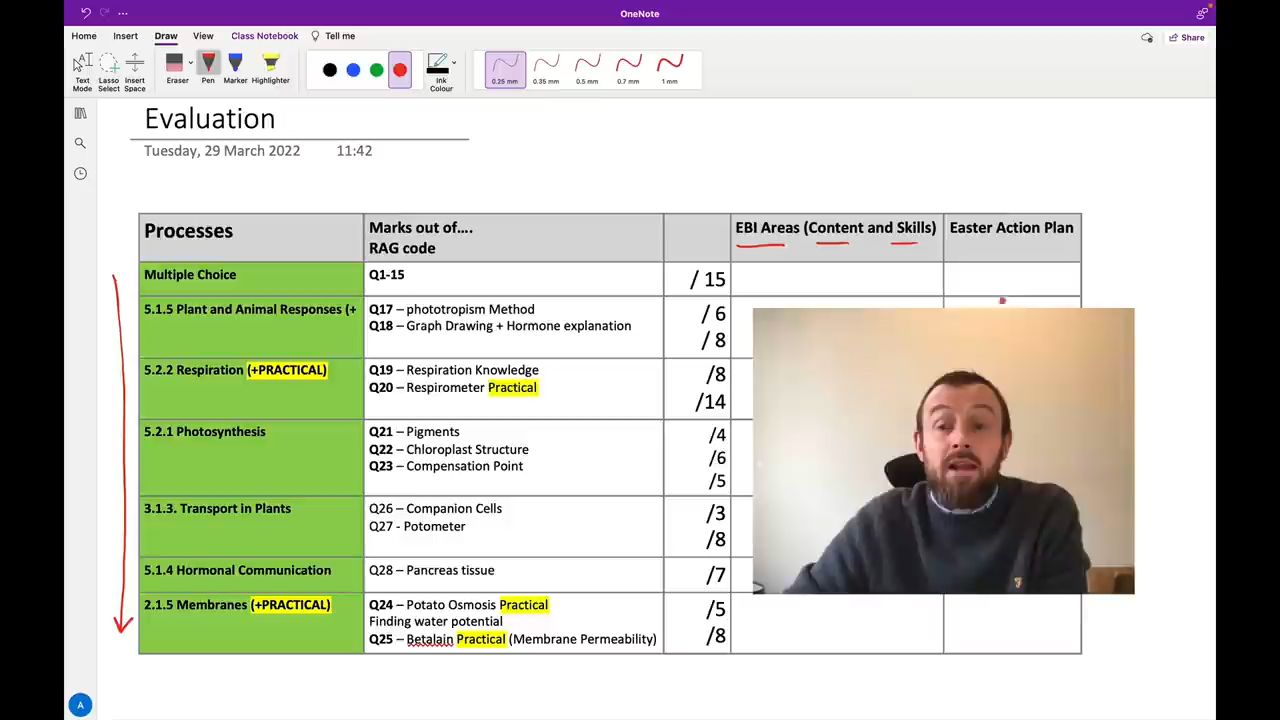 OneNote
Home Insert Draw View Class Notebook Tell me
Share
Text Mode
Lasso Select
Insert Space
Eraser
Pen
Marker
Highlighter
Ink Colour
0.25 mm
0.35 mm
0.5 mm
0.7 mm
1 mm
Evaluation
Tuesday, 29 March 2022 11:42
Processes
Marks out of....
RAG code
EBI Areas (Content and Skills)
Easter Action Plan
Multiple Choice
Q1-15
/ 15
5.1.5 Plant and Animal Responses (+
Q17 – phototropism Method
/ 6
Q18 – Graph Drawing + Hormone explanation
/ 8
5.2.2 Respiration (+PRACTICAL)
Q19 – Respiration Knowledge
/8
Q20 – Respirometer Practical
/14
5.2.1 Photosynthesis
Q21 – Pigments
/4
Q22 – Chloroplast Structure
/6
Q23 – Compensation Point
/5
3.1.3. Transport in Plants
Q26 – Companion Cells
/3
Q27 - Potometer
/8
5.1.4 Hormonal Communication
Q28 – Pancreas tissue
/7
2.1.5 Membranes (+PRACTICAL)
Q24 – Potato Osmosis Practical
/5
Finding water potential
Q25 – Betalain Practical (Membrane Permeability)
/8
A